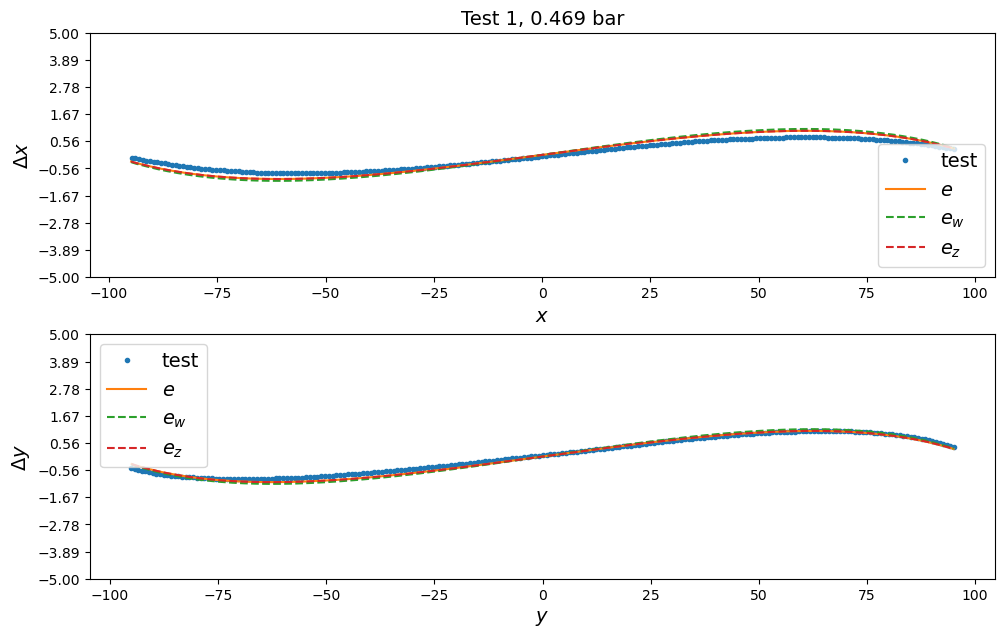 Test 1, 0.469 bar
5.00
3.89
2.78
1.67
0.56
−0.56
−1.67
−2.78
−3.89
−5.00
Δx
test
e
e_w
e_z
−100
−75
−50
−25
0
25
50
75
100
x
5.00
3.89
2.78
1.67
0.56
−0.56
−1.67
−2.78
−3.89
−5.00
Δy
test
e
e_w
e_z
−100
−75
−50
−25
0
25
50
75
100
y